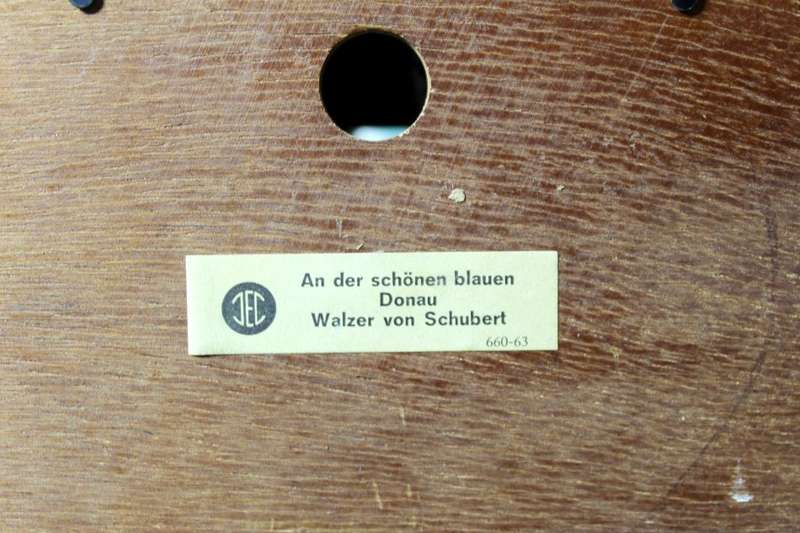 JEC
An der schönen blauen
Donau
Walzer von Schubert
660-63